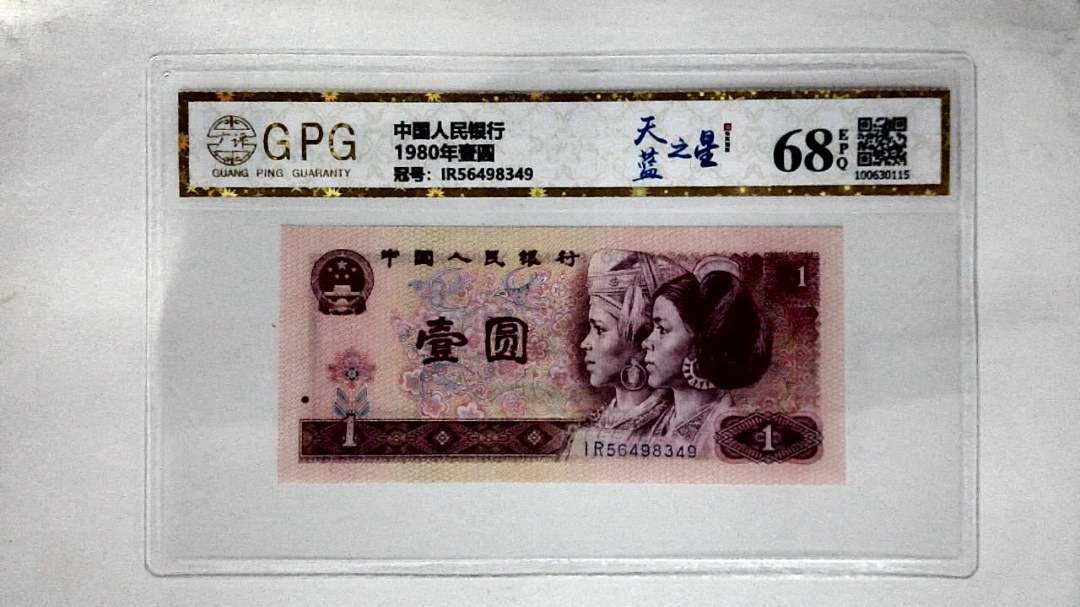 GPG
GUANG PING GUARANTY
中国人民银行
1980年壹圆
冠号: IR56498349
天蓝之星
68 EPQ
100630115
中国人民银行
1
壹圆
1
IR56498349
1